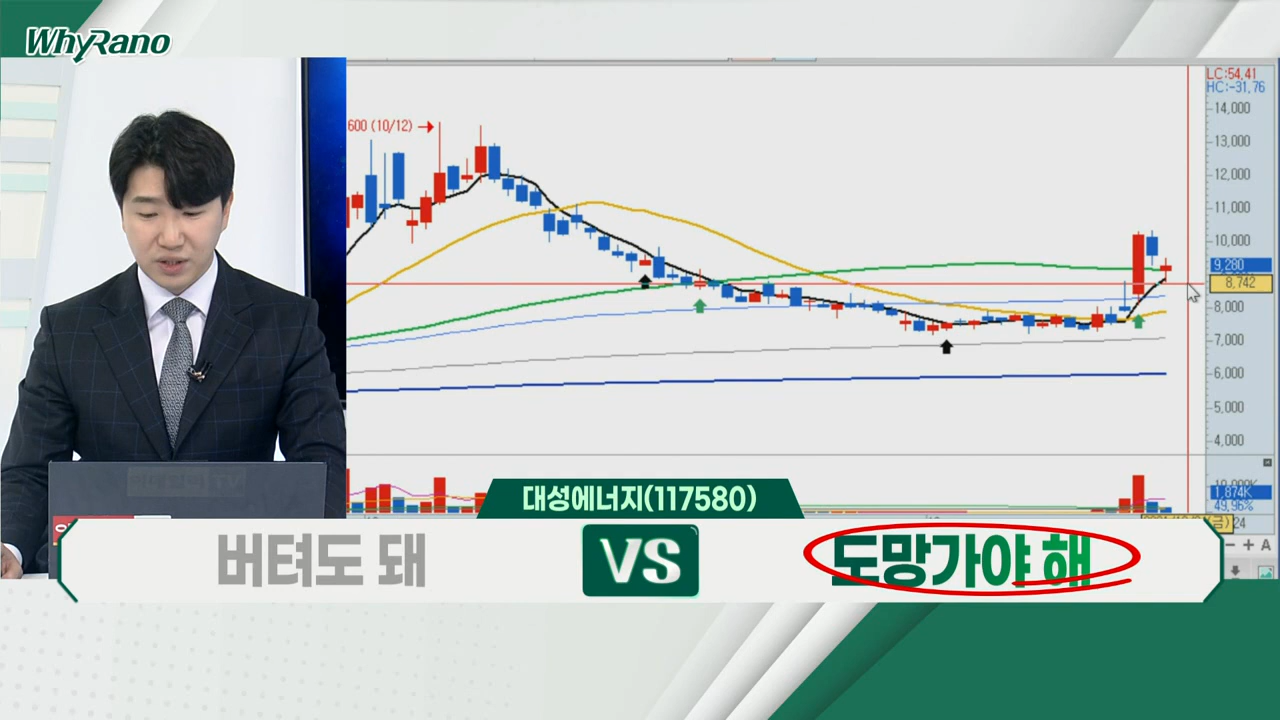 WhyRano
LC:54,41
HC:-31,76
600 (10/12)
14,000
13,000
12,000
11,000
10,000
9,280
8,742
8,000
7,000
6,000
5,000
4,000
1,874K
49,96%
24
A
대성에너지(117580)
버텨도 돼
VS
도망가야 해